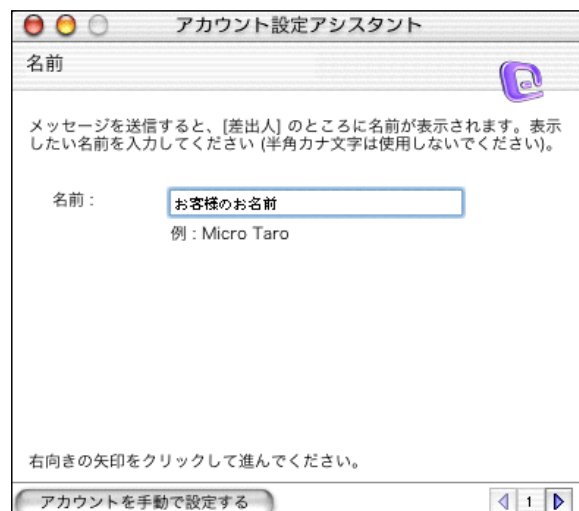 アカウント設定アシスタント
名前
メッセージを送信すると、[差出人] のところに名前が表示されます。表示
したい名前を入力してください (半角カナ文字は使用しないでください)。
名前 : お客様のお名前
例 : Micro Taro
右向きの矢印をクリックして進んでください。
アカウントを手動で設定する 1